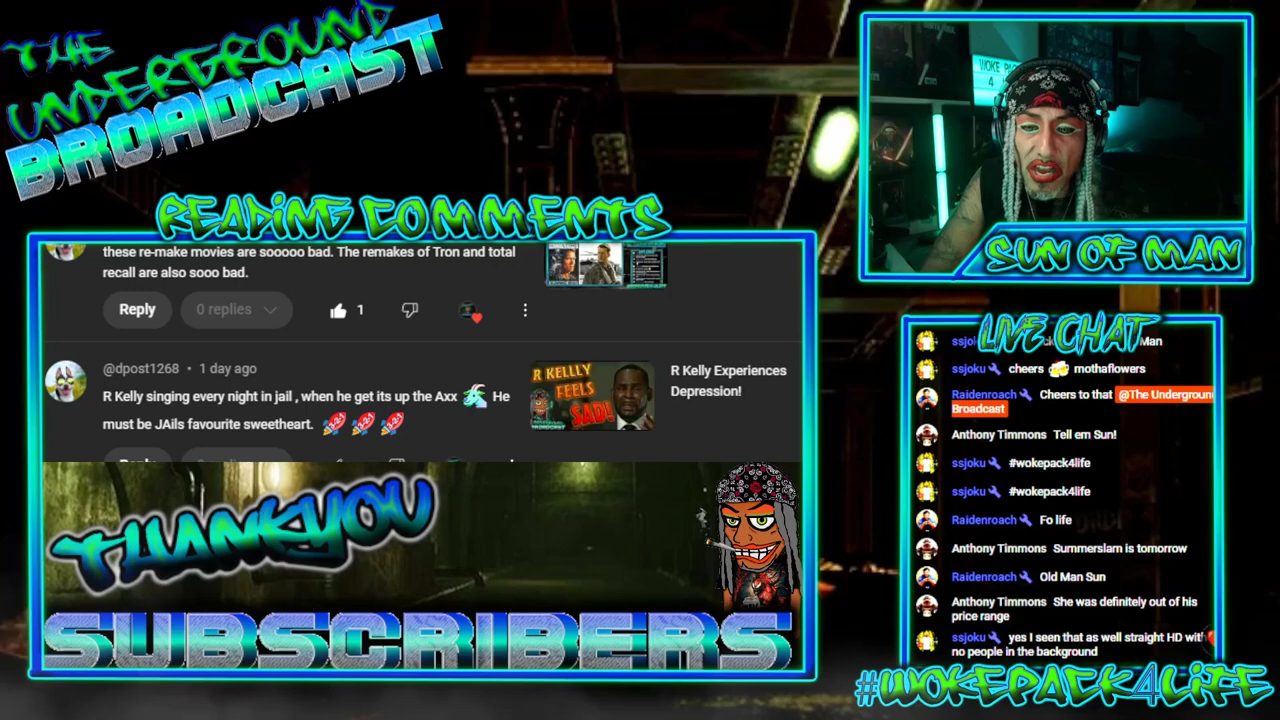 THE
UNDERGROUND
BROADCAST
WOKE
4
READING COMMENTS
SUN OF MAN
these re-make movies are sooooo bad. The remakes of Tron and total
recall are also sooo bad.
Reply
0 replies
1
@dpost1268 • 1 day ago
R Kelly singing every night in jail , when he get its up the Axx He
must be JAils favourite sweetheart.
R KELLLY
FEELS
SAD!
R Kelly Experiences
Depression!
THANKYOU
SUBSCRIBERS
LIVE CHAT
Man
ssjoku cheers mothaflowers
Raidenroach Cheers to that @The Undergroun
Broadcast
Anthony Timmons Tell em Sun!
ssjoku #wokepack4life
ssjoku #wokepack4life
Raidenroach Fo life
Anthony Timmons Summerslam is tomorrow
Raidenroach Old Man Sun
Anthony Timmons She was definitely out of his
price range
ssjoku yes I seen that as well straight HD with
no people in the background
#WOKEPACK4LIFE